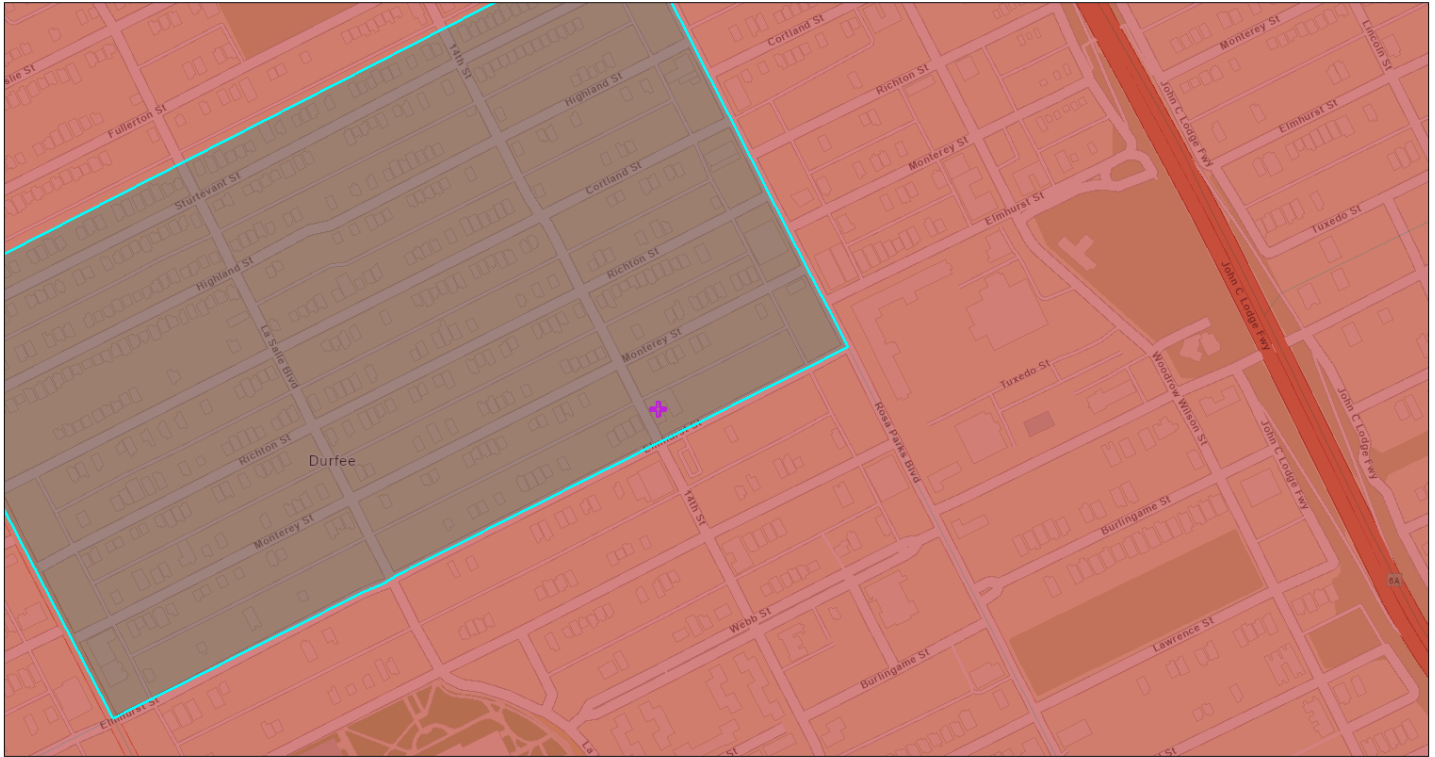 Cortland St
Monterey St
Lincoln St
14th St
Highland St
Richton St
John C Lodge Fwy
Elmhurst St
Fullerton St
Monterey St
Sturtevant St
Cortland St
Elmhurst St
Tuxedo St
Highland St
Richton St
John C Lodge Fwy
La Salle Blvd
Monterey St
Tuxedo St
Woodrow Wilson St
John C Lodge Fwy
Richton St
Durfee
Rosa Parks Blvd
John C Lodge Fwy
14th St
Monterey St
Burlingame St
8A
Webb St
Lawrence St
Burlingame St
Elmhurst St
La
St
St